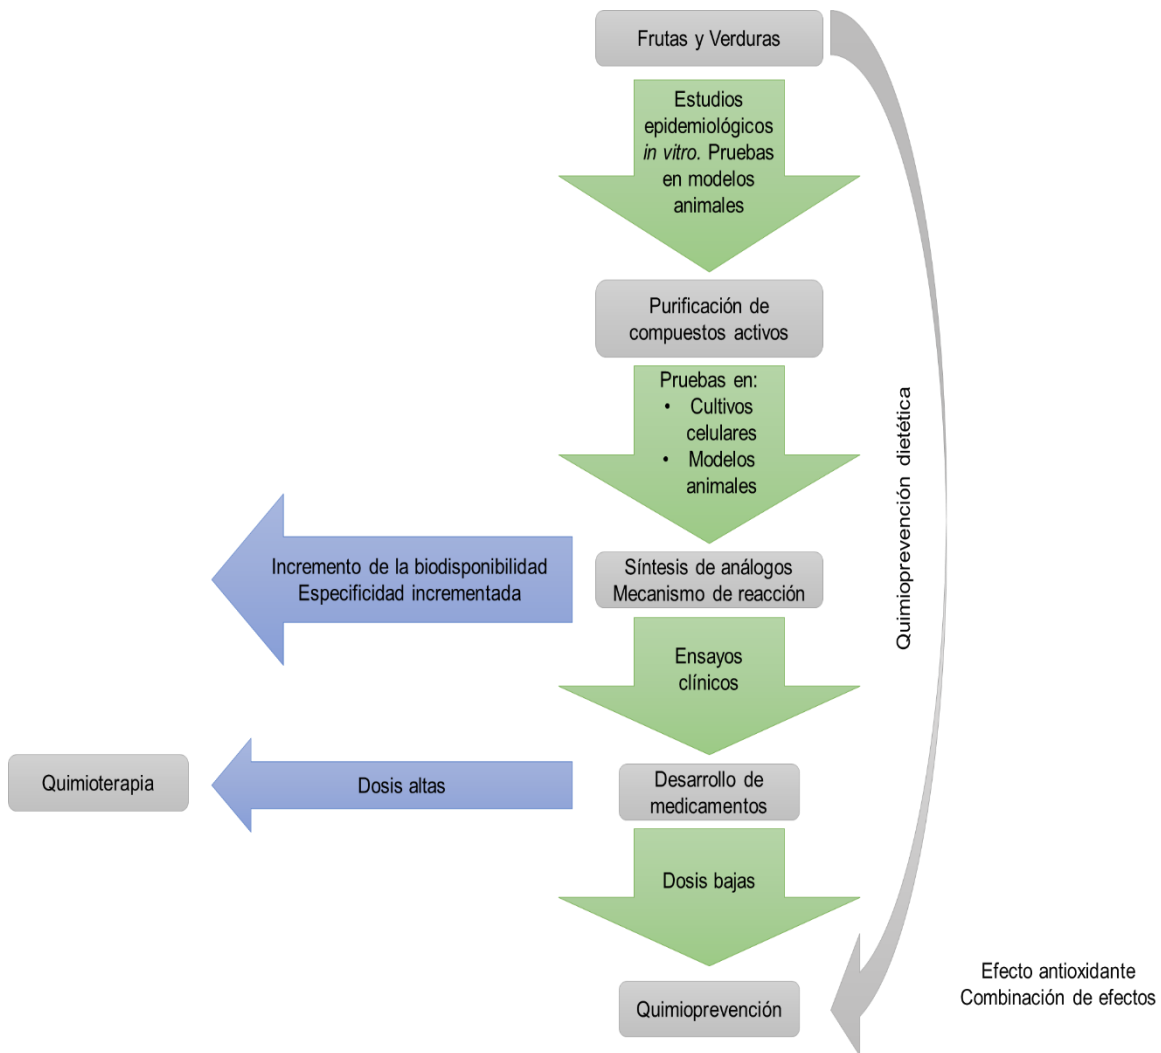 Frutas y Verduras
Estudios
epidemiológicos
in vitro. Pruebas
en modelos
animales
Purificación de
compuestos activos
Pruebas en:
• Cultivos
celulares
• Modelos
animales
Quimioprevención dietética
Incremento de la biodisponibilidad
Especificidad incrementada
Síntesis de análogos
Mecanismo de reacción
Ensayos
clínicos
Quimioterapia
Dosis altas
Desarrollo de
medicamentos
Dosis bajas
Efecto antioxidante
Combinación de efectos
Quimioprevención